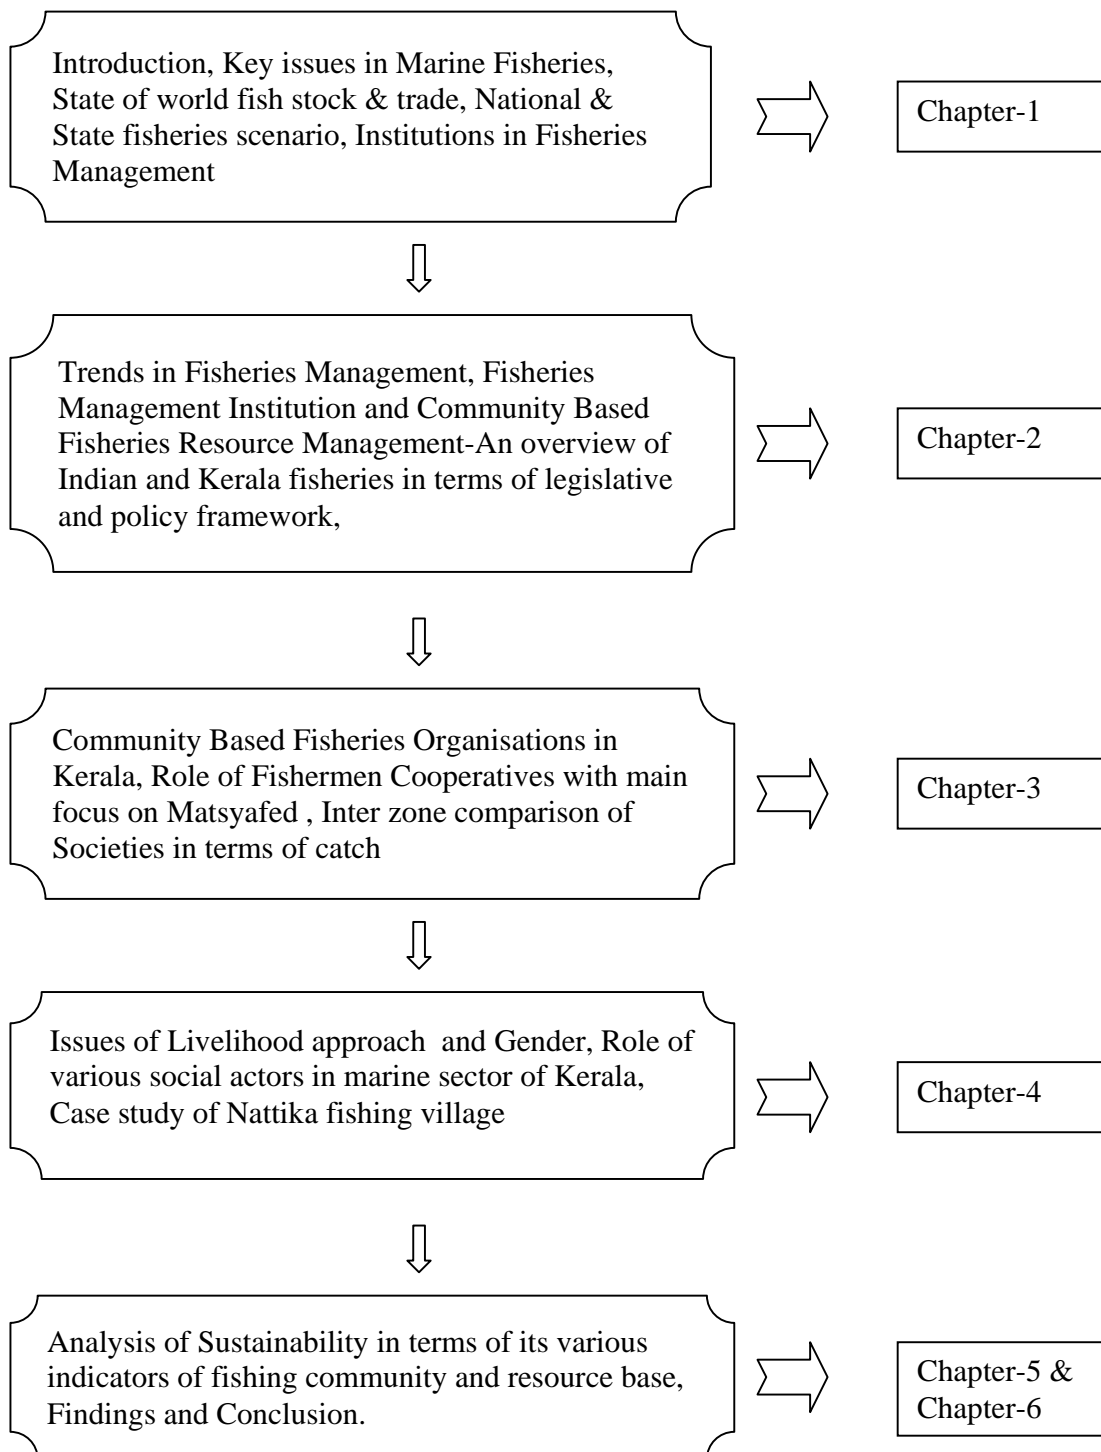 Introduction, Key issues in Marine Fisheries,
State of world fish stock & trade, National &
State fisheries scenario, Institutions in Fisheries
Management
Chapter-1
Trends in Fisheries Management, Fisheries
Management Institution and Community Based
Fisheries Resource Management-An overview of
Indian and Kerala fisheries in terms of legislative
and policy framework,
Chapter-2
Community Based Fisheries Organisations in
Kerala, Role of Fishermen Cooperatives with main
focus on Matsyafed , Inter zone comparison of
Societies in terms of catch
Chapter-3
Issues of Livelihood approach and Gender, Role of
various social actors in marine sector of Kerala,
Case study of Nattika fishing village
Chapter-4
Analysis of Sustainability in terms of its various
indicators of fishing community and resource base,
Findings and Conclusion.
Chapter-5 &
Chapter-6